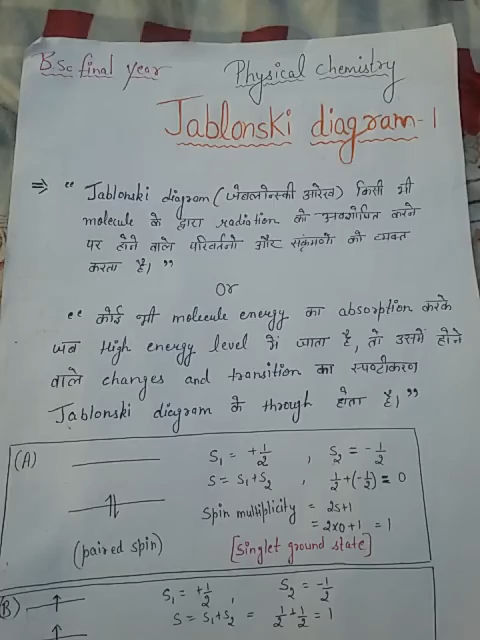 B.Sc final year
Physical chemistry
Jablonski diagram-1
⇒ “ Jablonski diagram (जेबलोन्स्की आरेख) किसी भी
molecule के द्वारा radiation को अवशोषित करने
पर होने वाले परिवर्तनो और संक्रमणो को व्यक्त
करता है। ”
Or
“ कोई भी molecule energy का absorption करके
जब High energy level में जाता है, तो उसमें होने
वाले changes and transition का स्पष्टीकरण
Jablonski diagram के through होता है। ”
(A) S₁ = +1/2 , S₂ = -1/2
S = S₁+S₂ , 1/2+(-1/2) = 0
Spin multiplicity = 2S+1
= 2x0+1 = 1
(paired spin) [Singlet ground state]
(B) S₁ = +1/2 , S₂ = -1/2
S = S₁+S₂ = 1/2+1/2 = 1